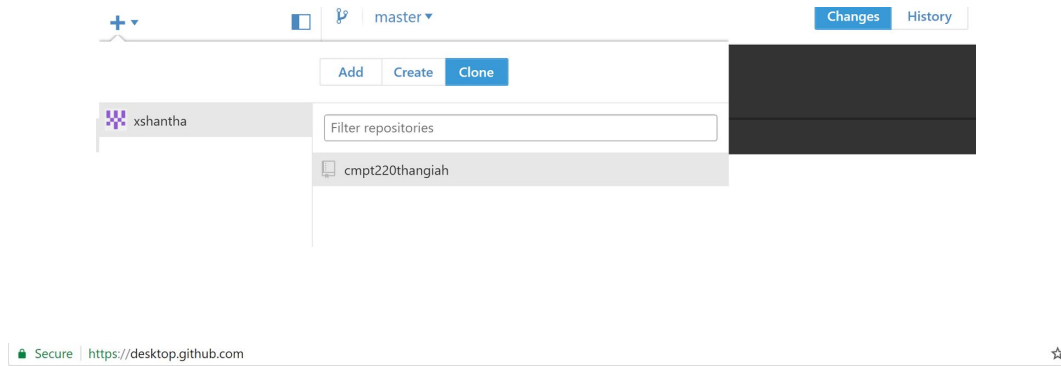 master
Changes History
Add Create Clone
xshantha
Filter repositories
cmpt220thangiah
Secure https://desktop.github.com